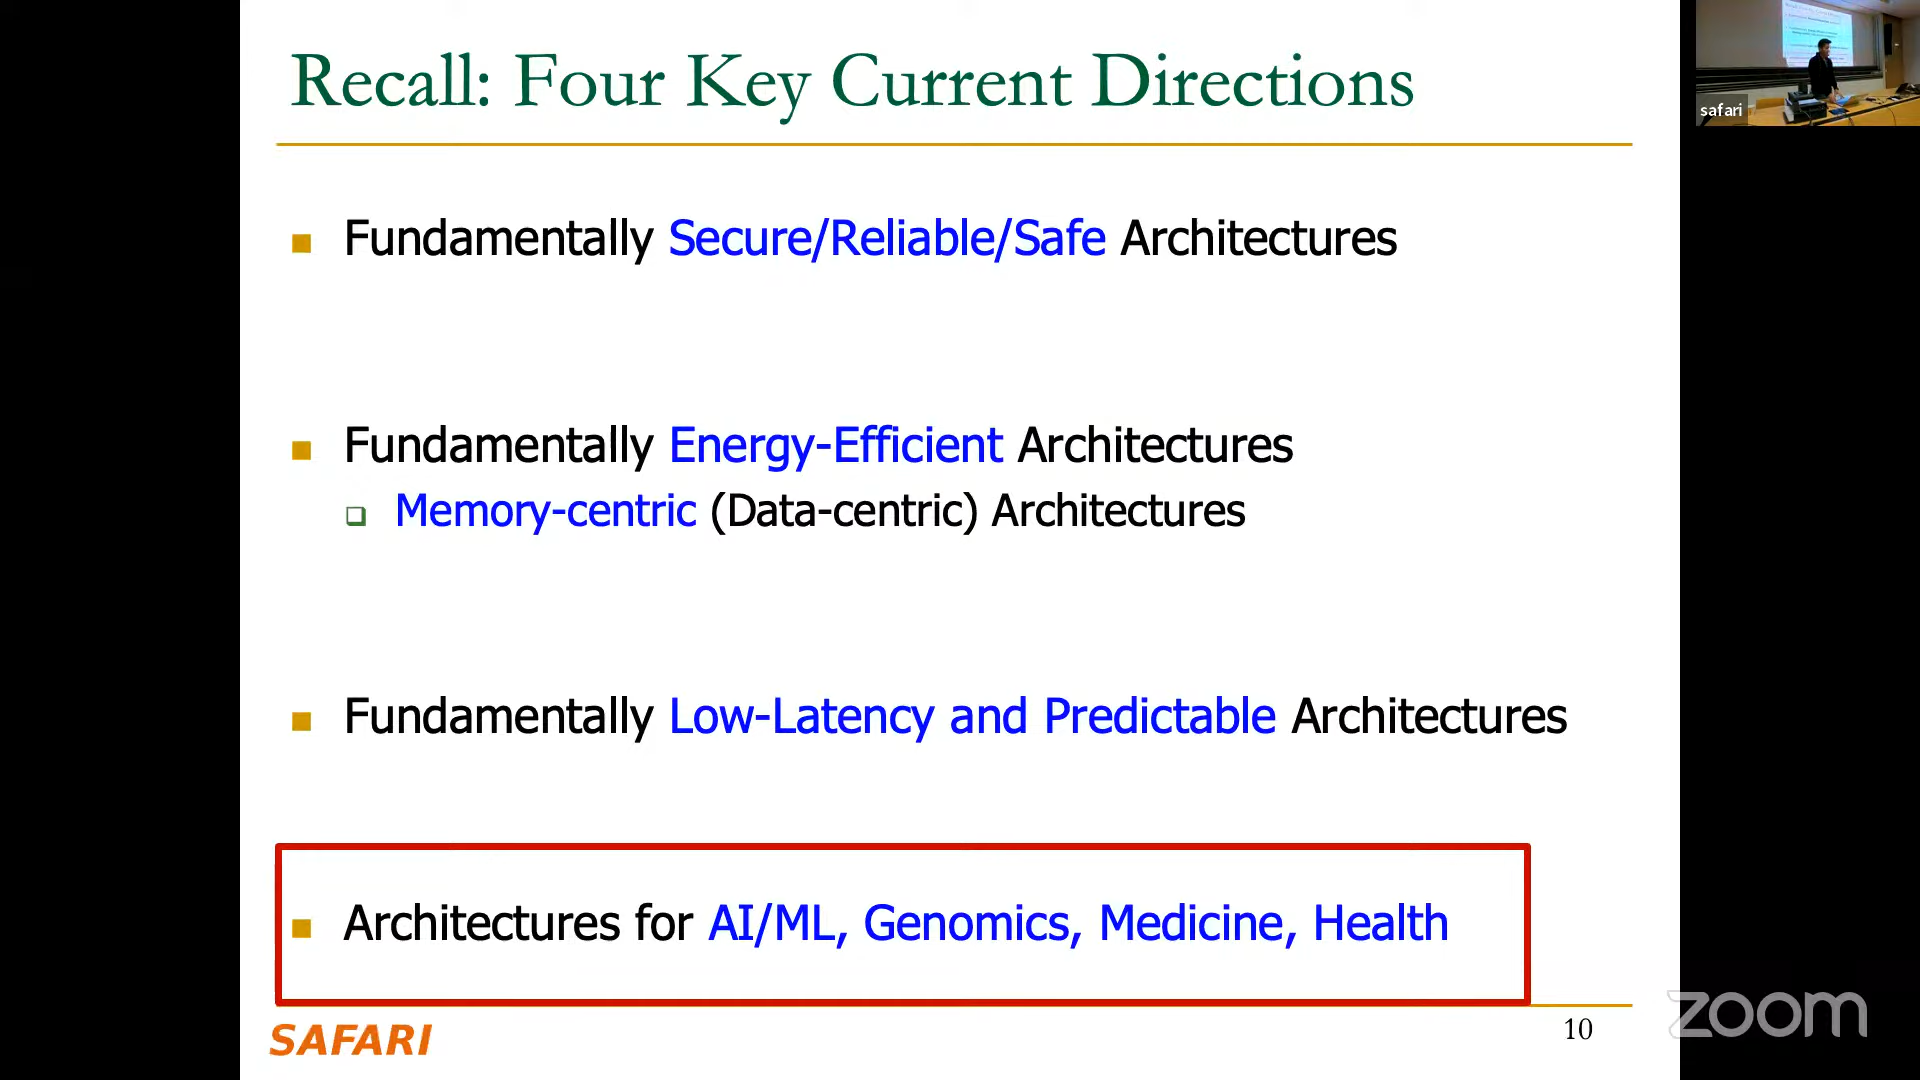 Recall: Four Key Current Directions
Fundamentally Secure/Reliable/Safe Architectures
Fundamentally Energy-Efficient Architectures
Memory-centric (Data-centric) Architectures
Fundamentally Low-Latency and Predictable Architectures
Architectures for AI/ML, Genomics, Medicine, Health
SAFARI
10
safari
zoom